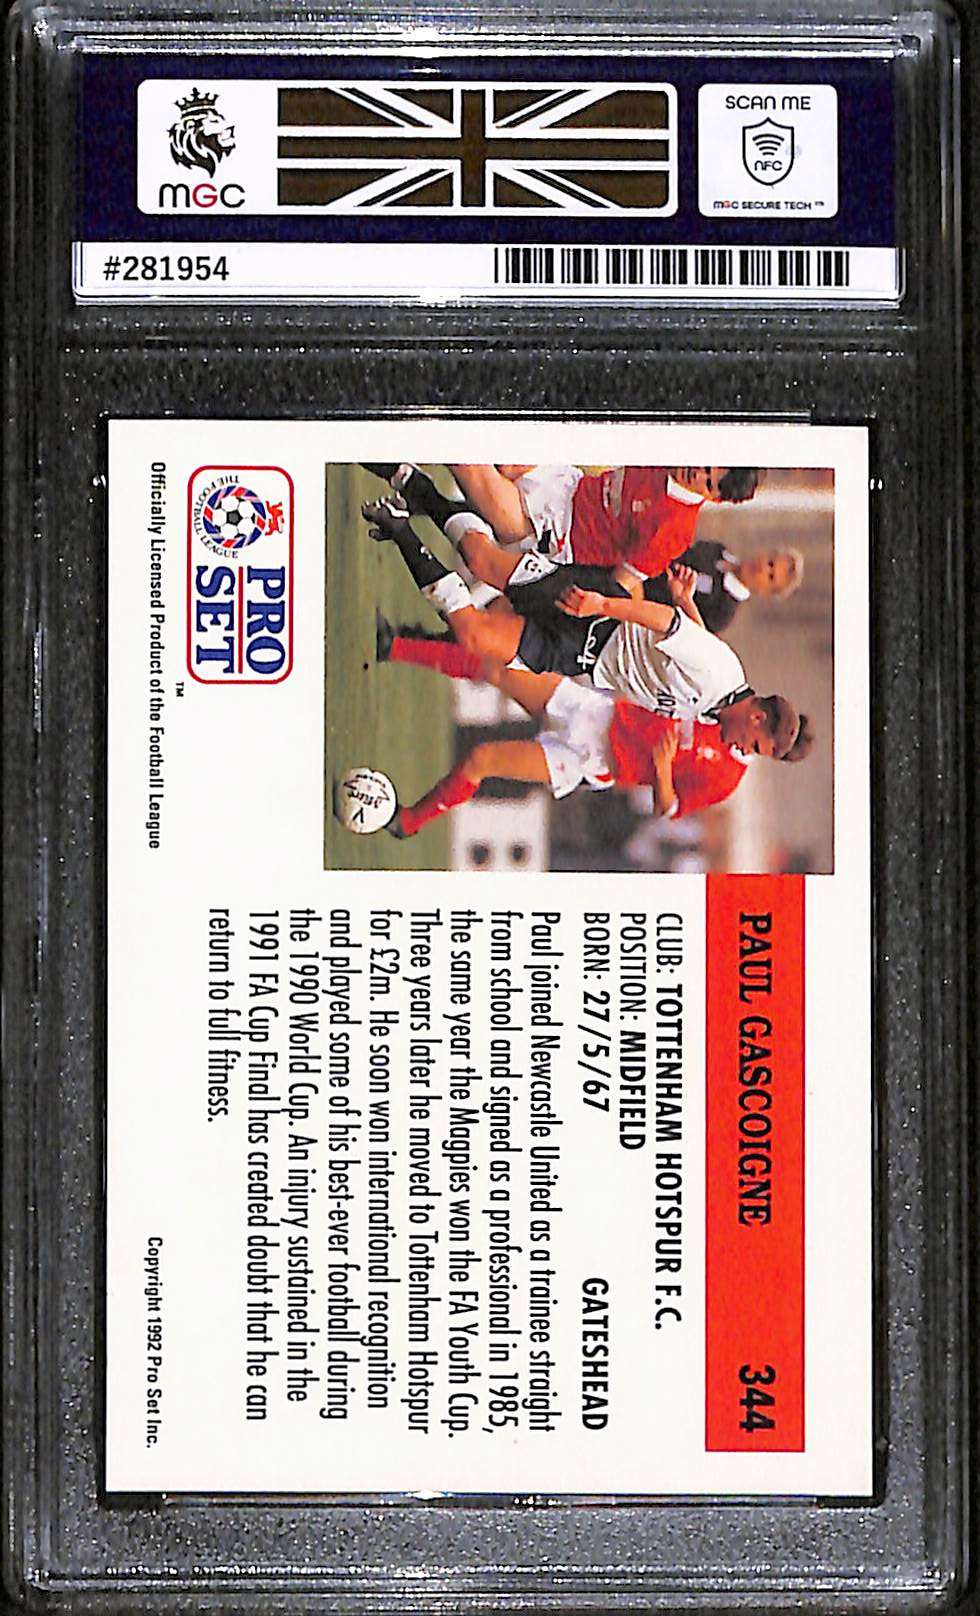 MGC
SCAN ME
NFC
MGC SECURE TECH ™
#281954
PAUL GASCOIGNE 344
CLUB: TOTTENHAM HOTSPUR F.C.
POSITION: MIDFIELD
BORN: 27/5/67 GATESHEAD
Paul joined Newcastle United as a trainee straight
from school and signed as a professional in 1985,
the same year the Magpies won the FA Youth Cup.
Three years later he moved to Tottenham Hotspur
for £2m. He soon won international recognition
and played some of his best-ever football during
the 1990 World Cup. An injury sustained in the
1991 FA Cup Final has created doubt that he can
return to full fitness.
THE FOOTBALL LEAGUE
PRO
SET
™
Officially Licensed Product of the Football League
Copyright 1992 Pro Set Inc.